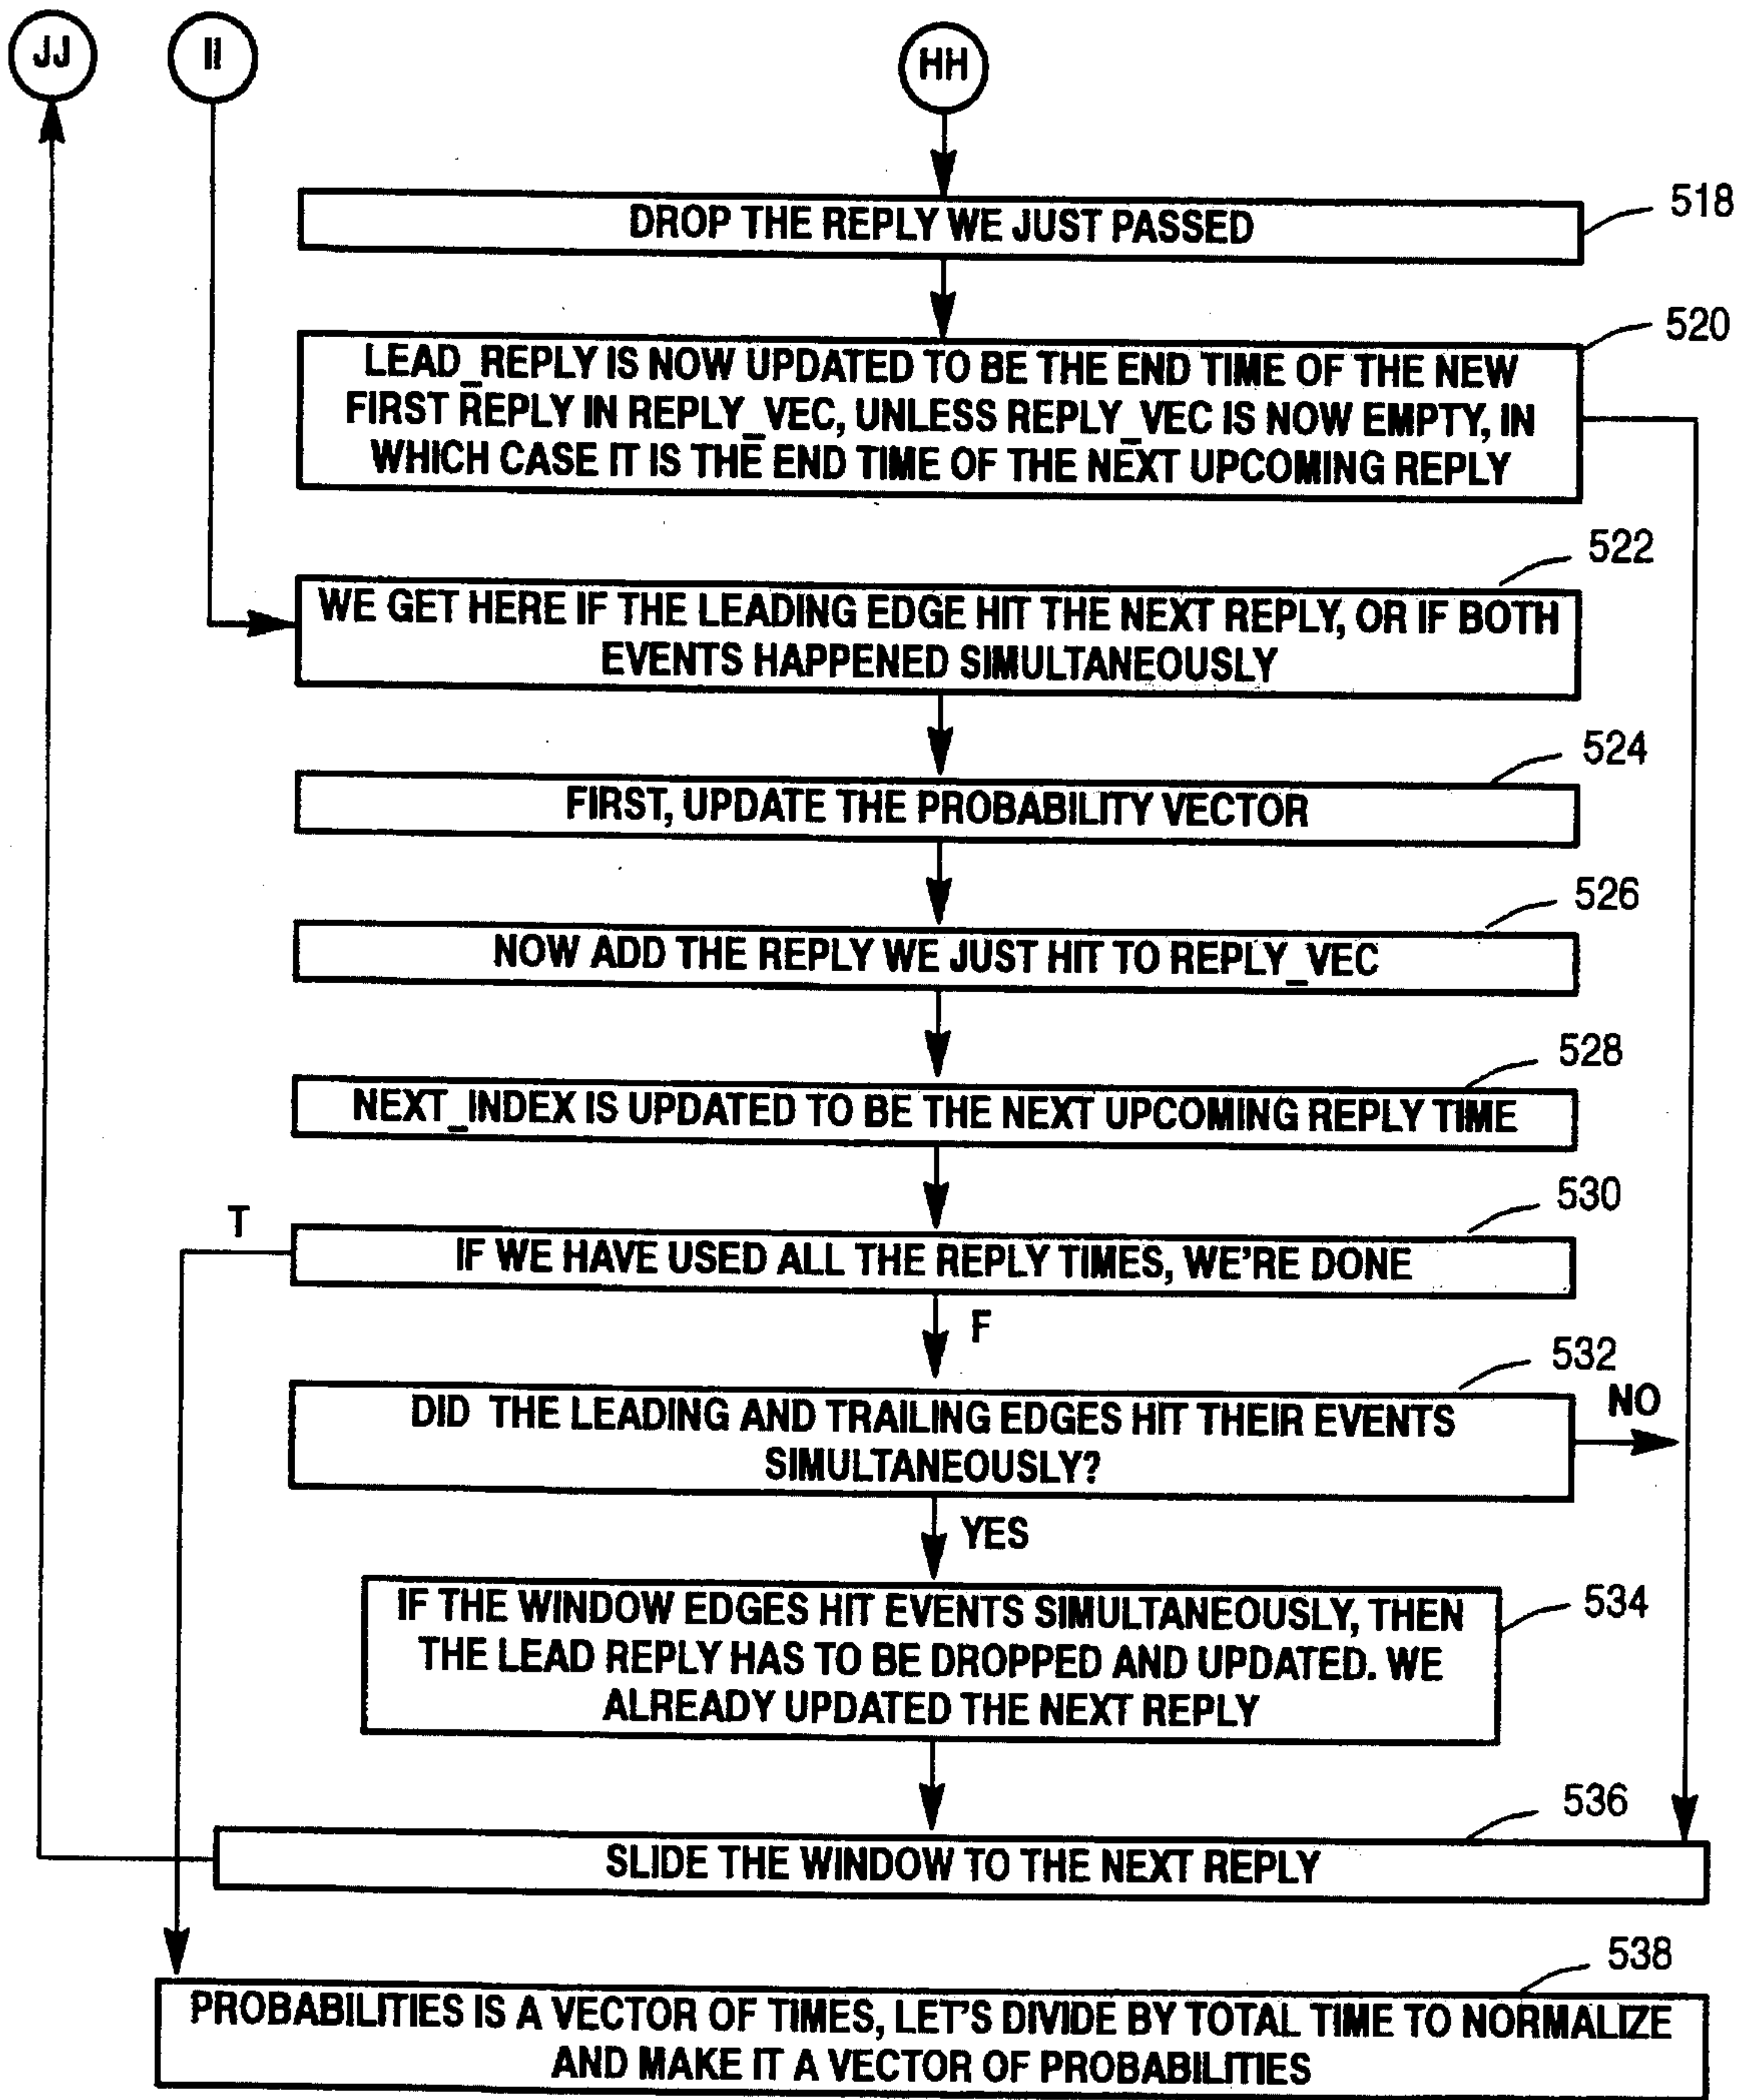 JJ
II
HH
518
DROP THE REPLY WE JUST PASSED
520
LEAD_REPLY IS NOW UPDATED TO BE THE END TIME OF THE NEW
FIRST REPLY IN REPLY_VEC, UNLESS REPLY_VEC IS NOW EMPTY, IN
WHICH CASE IT IS THE END TIME OF THE NEXT UPCOMING REPLY
522
WE GET HERE IF THE LEADING EDGE HIT THE NEXT REPLY, OR IF BOTH
EVENTS HAPPENED SIMULTANEOUSLY
524
FIRST, UPDATE THE PROBABILITY VECTOR
526
NOW ADD THE REPLY WE JUST HIT TO REPLY_VEC
528
NEXT_INDEX IS UPDATED TO BE THE NEXT UPCOMING REPLY TIME
530
T
IF WE HAVE USED ALL THE REPLY TIMES, WE'RE DONE
F
532
NO
DID THE LEADING AND TRAILING EDGES HIT THEIR EVENTS
SIMULTANEOUSLY?
YES
534
IF THE WINDOW EDGES HIT EVENTS SIMULTANEOUSLY, THEN
THE LEAD REPLY HAS TO BE DROPPED AND UPDATED. WE
ALREADY UPDATED THE NEXT REPLY
536
SLIDE THE WINDOW TO THE NEXT REPLY
538
PROBABILITIES IS A VECTOR OF TIMES, LET'S DIVIDE BY TOTAL TIME TO NORMALIZE
AND MAKE IT A VECTOR OF PROBABILITIES